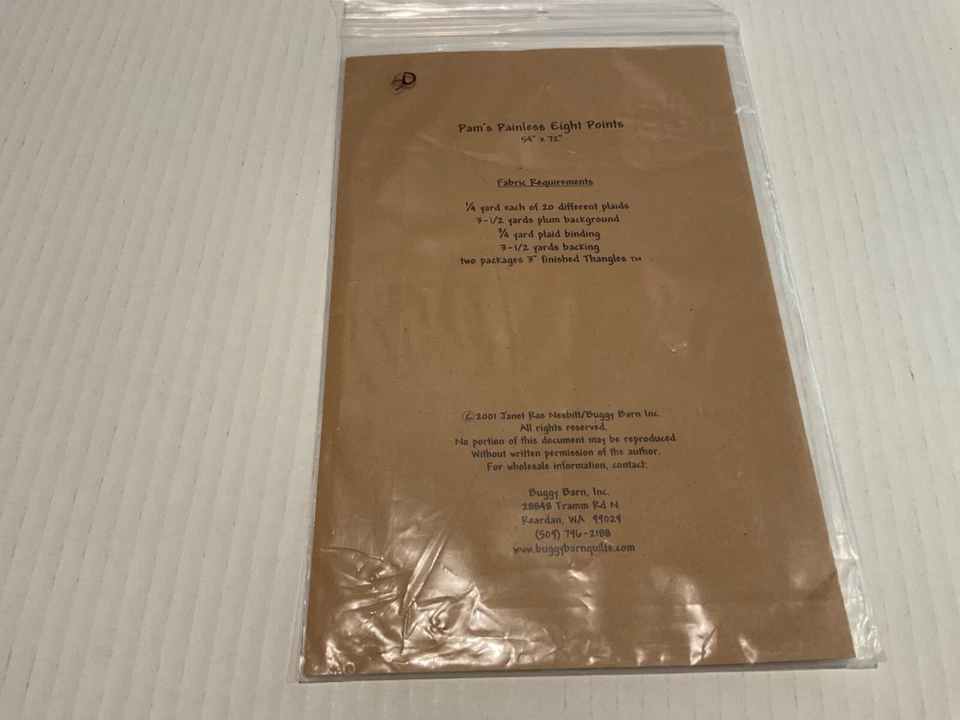 Pam's Painless Eight Points
54" x 72"
Fabric Requirements
1/4 yard each of 20 different plaids
3-1/2 yards plum background
3/4 yard plaid binding
3-1/2 yards backing
two packages 3" finished Thangles TM
©2001 Janet Rae Nesbitt/Buggy Barn Inc.
All rights reserved.
No portion of this document may be reproduced
Without written permission of the author.
For wholesale information, contact:
Buggy Barn, Inc.
28848 Tramm Rd N
Reardan, WA 99029
(509) 796-2188
www.buggybarnquilts.com